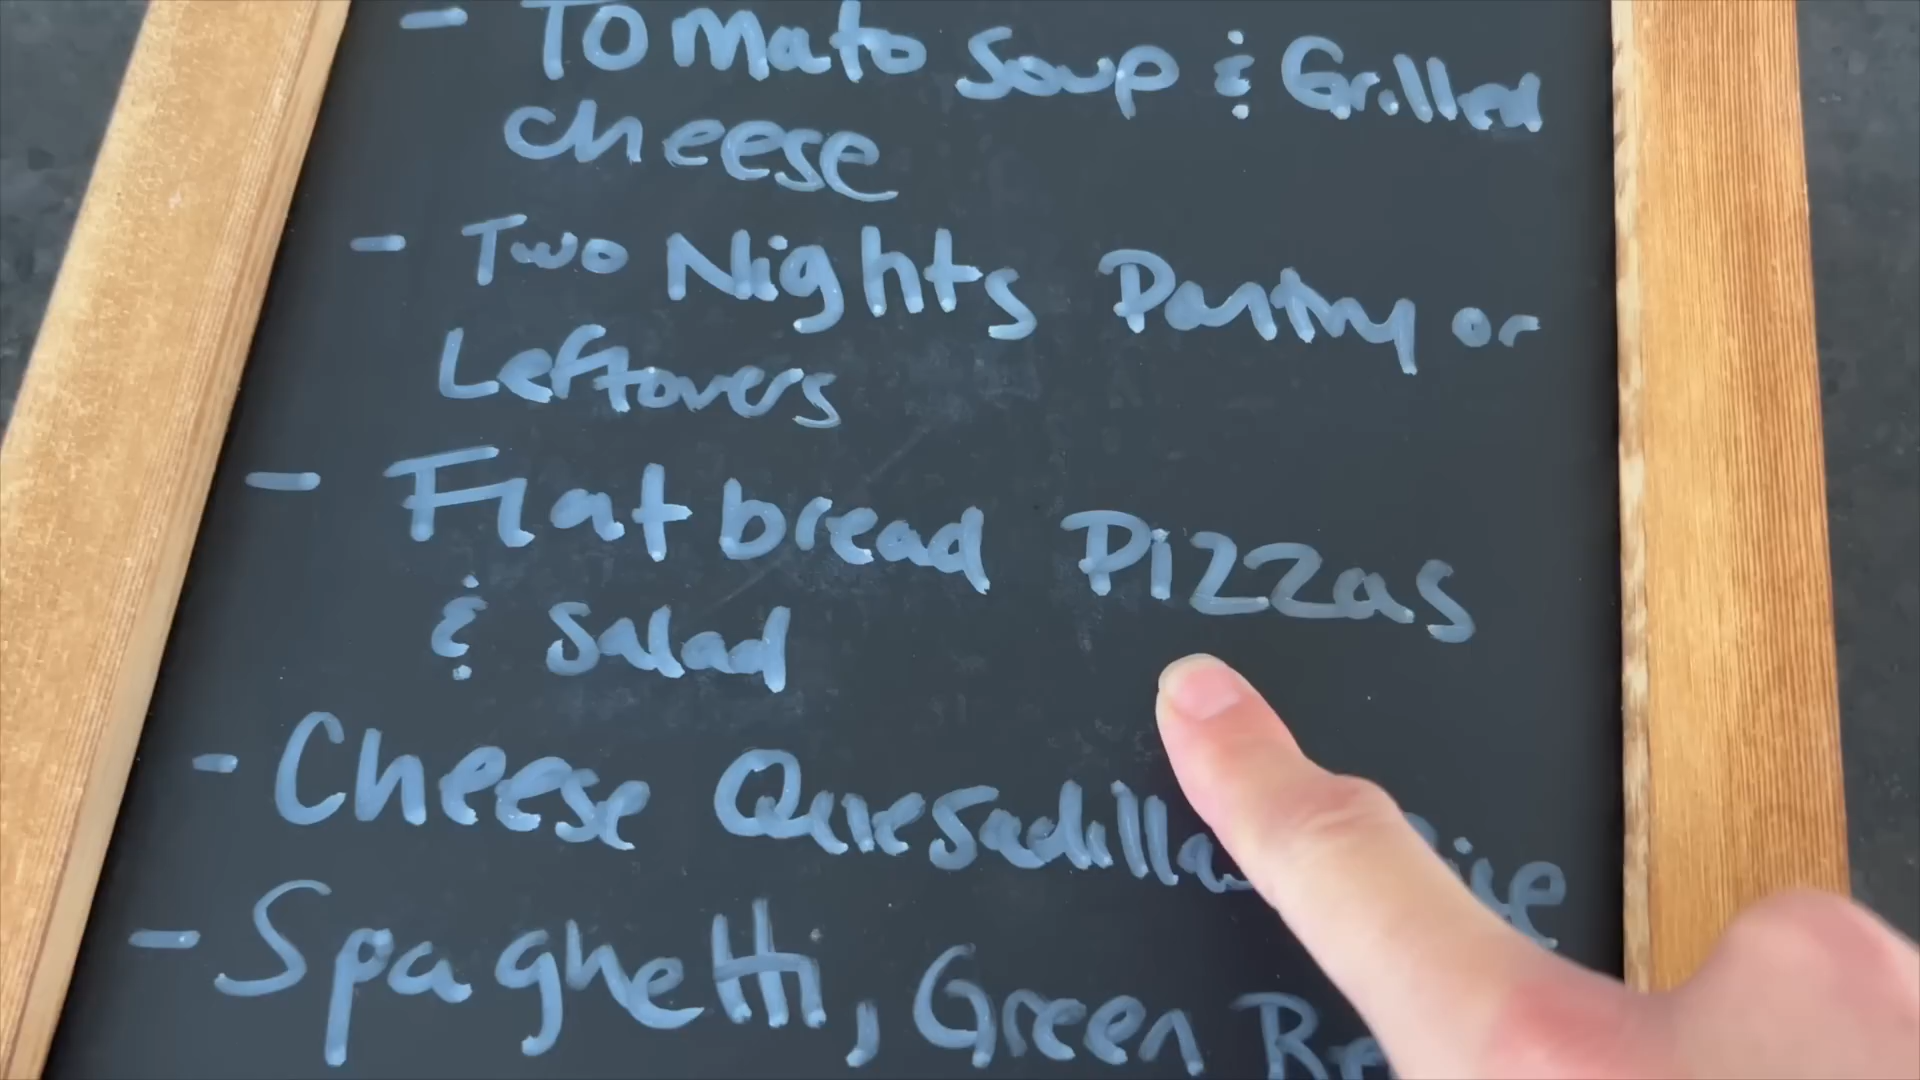 - Tomato Soup & Grilled
cheese
- Two Nights Pantry or
Leftovers
- Flatbread Pizzas
& Salad
- Cheese Quesadillas
- Spaghetti, Green